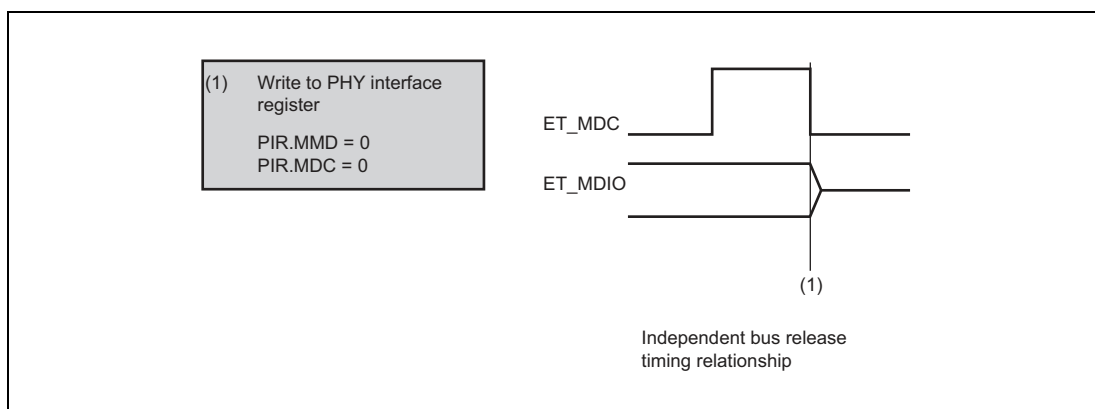 (1) Write to PHY interface
register
PIR.MMD = 0
PIR.MDC = 0
ET_MDC
ET_MDIO
(1)
Independent bus release
timing relationship